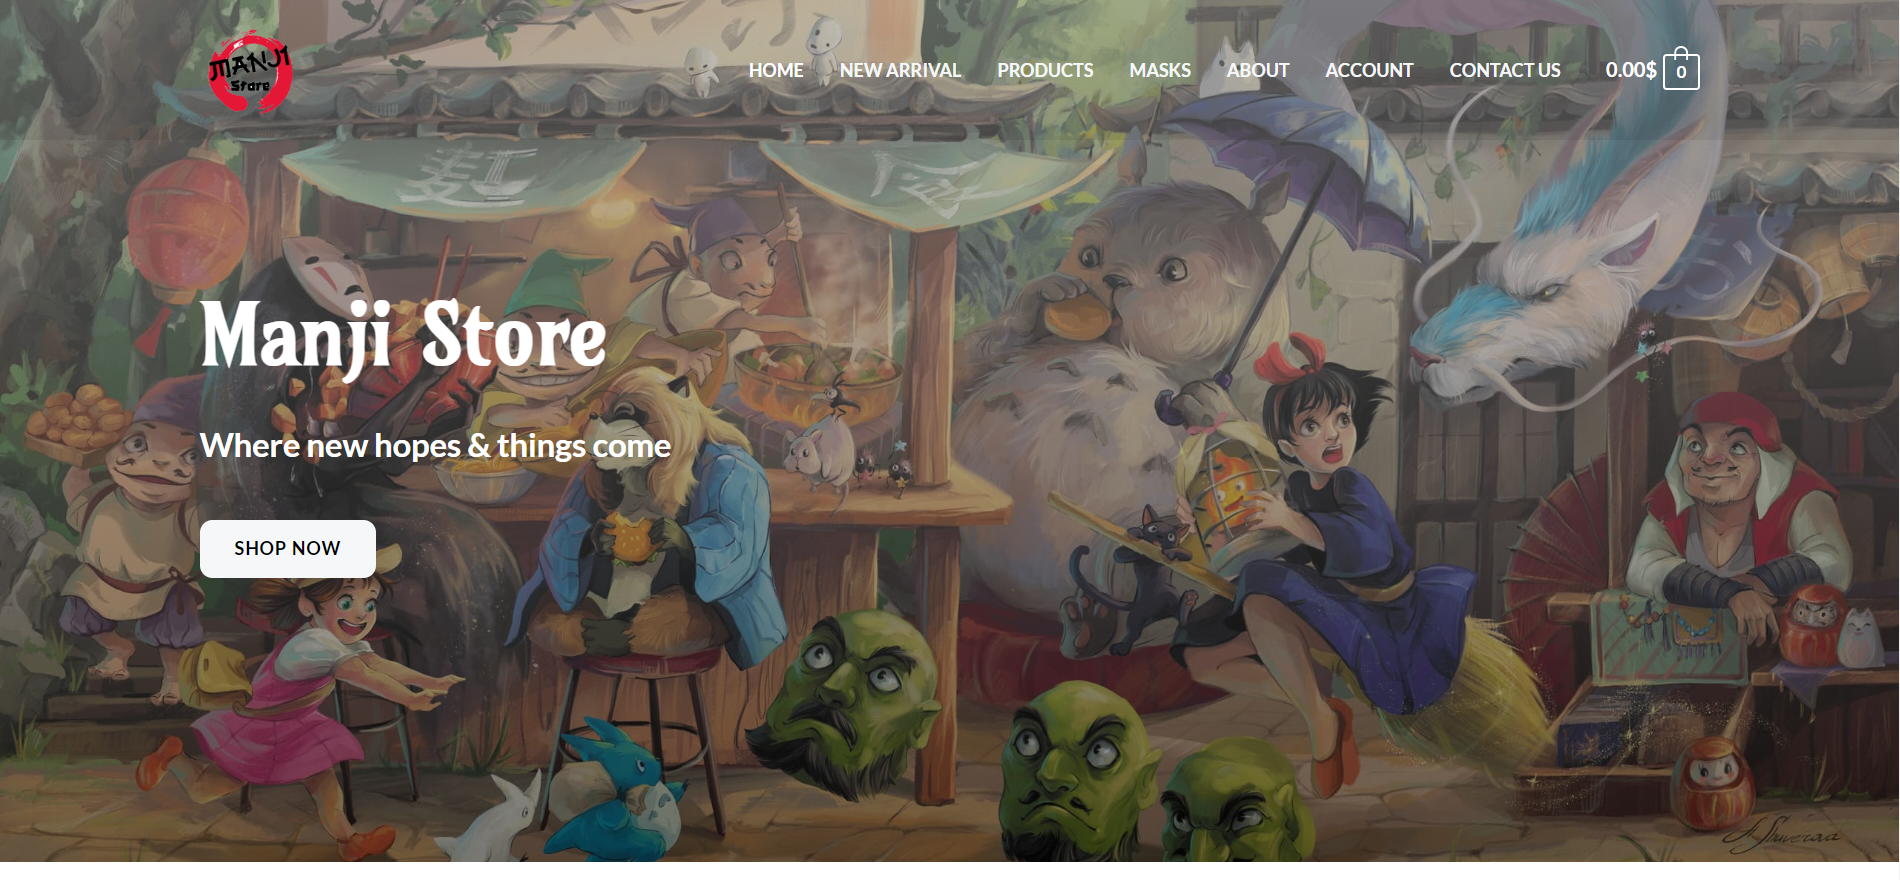 MANJI
Store
HOME
NEW ARRIVAL
PRODUCTS
MASKS
ABOUT
ACCOUNT
CONTACT US
0.00$
0
Manji Store
Where new hopes & things come
SHOP NOW